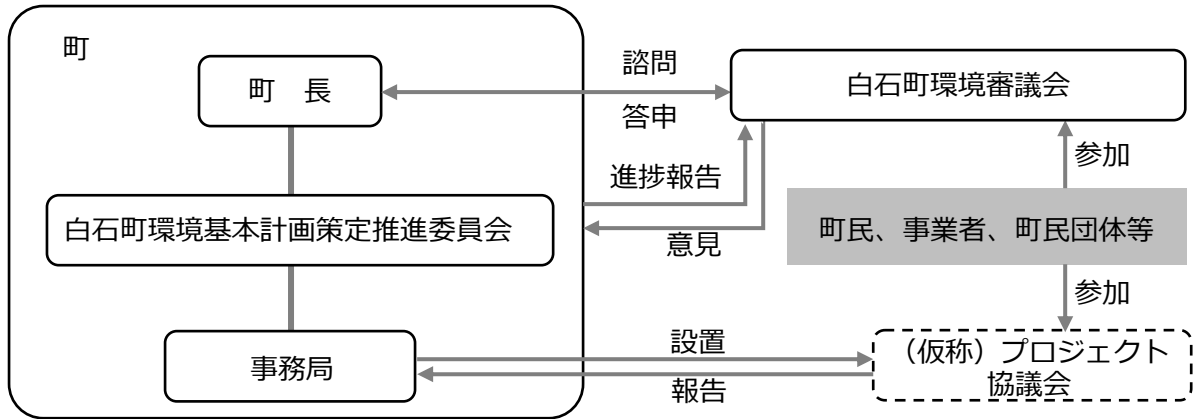 町
町　長
諮問
答申
白石町環境審議会
進捗報告
意見
参加
白石町環境基本計画策定推進委員会
町民、事業者、町民団体等
参加
事務局
設置
報告
（仮称）プロジェクト
協議会